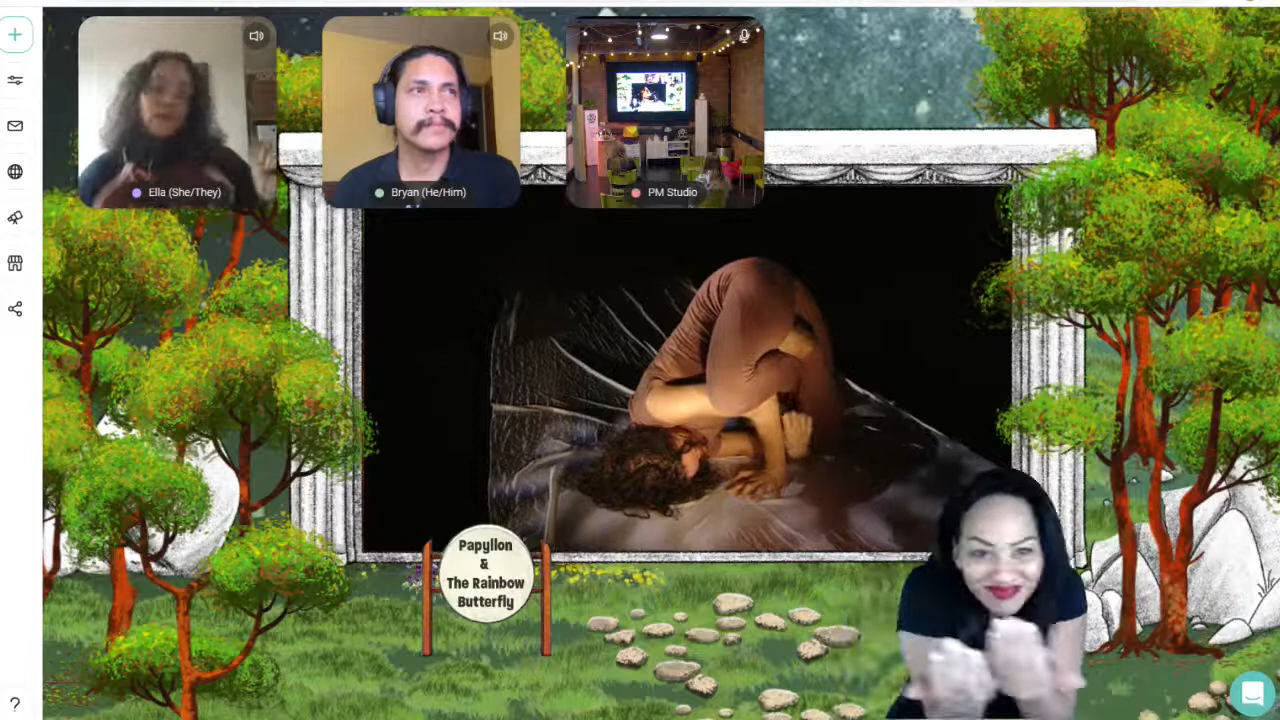 Ella (She/They)
Bryan (He/Him)
PM Studio
Papyllon
&
The Rainbow
Butterfly
?